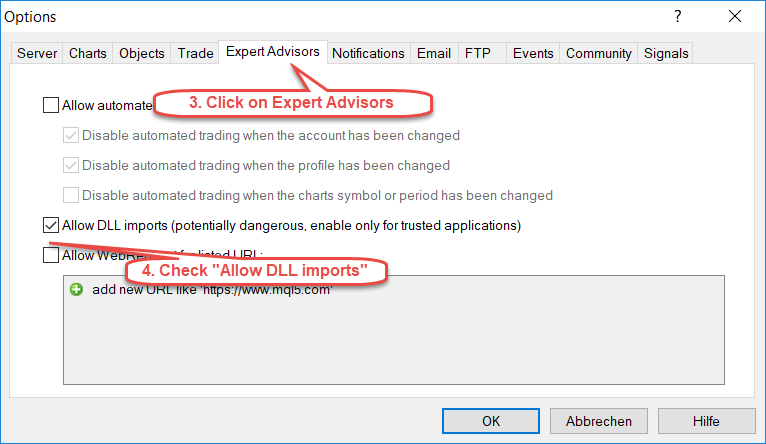 Options
?
Server Charts Objects Trade Expert Advisors Notifications Email FTP Events Community Signals
3. Click on Expert Advisors
Allow automate
Disable automated trading when the account has been changed
Disable automated trading when the profile has been changed
Disable automated trading when the charts symbol or period has been changed
Allow DLL imports (potentially dangerous, enable only for trusted applications)
Allow
4. Check "Allow DLL imports"
add new URL like 'https://www.mql5.com'
OK Abbrechen Hilfe